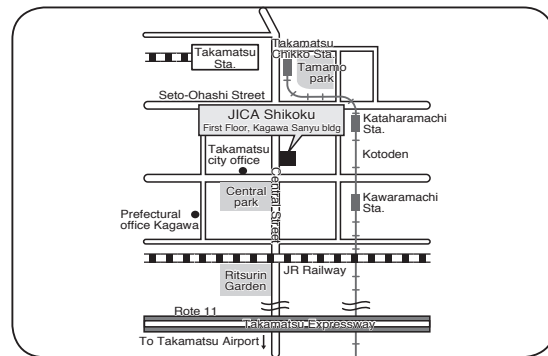 Takamatsu
Chikko Sta.
Takamatsu
Sta.
Tamamo
park
Seto-Ohashi Street
JICA Shikoku
First Floor, Kagawa Sanyu bldg
Kataharamachi
Sta.
Takamatsu
city office
Kotoden
Central Street
Central
park
Kawaramachi
Sta.
Prefectural
office Kagawa
JR Railway
Ritsurin
Garden
Rote 11
Takamatsu Expressway
To Takamatsu Airport